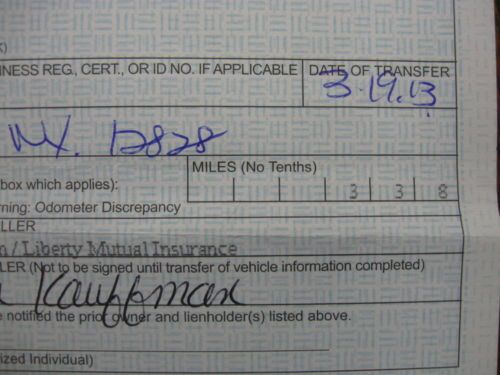 INESS REG., CERT., OR ID NO. IF APPLICABLE DATE OF TRANSFER
3.19.13
NY. 12828
MILES (No Tenths)
box which applies): 3 3 8
rning: Odometer Discrepancy
LLER
n / Liberty Mutual Insurance
LER (Not to be signed until transfer of vehicle information completed)
Kauffman
e notified the prior owner and lienholder(s) listed above.
ized Individual)